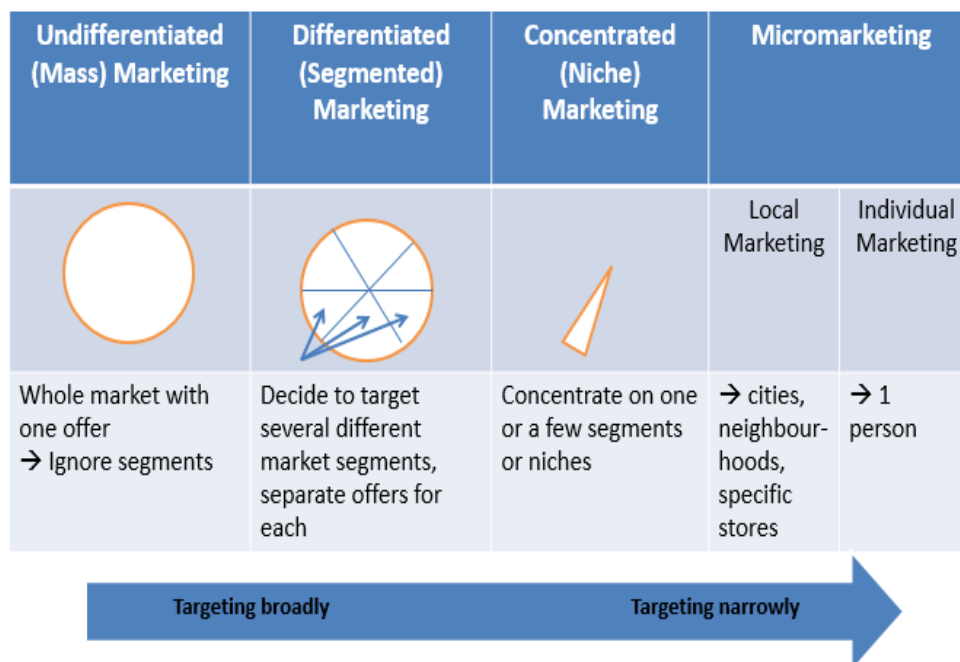 Undifferentiated
(Mass) Marketing
Differentiated
(Segmented)
Marketing
Concentrated
(Niche)
Marketing
Micromarketing
Local
Marketing
Individual
Marketing
Whole market with
one offer
→ Ignore segments
Decide to target
several different
market segments,
separate offers for
each
Concentrate on one
or a few segments
or niches
→ cities,
neighbour-
hoods,
specific
stores
→ 1
person
Targeting broadly
Targeting narrowly